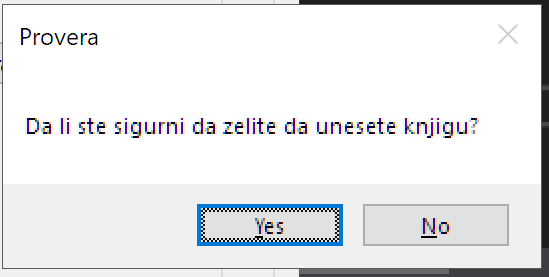 Provera
Da li ste sigurni da zelite da unesete knjigu?
Yes
No